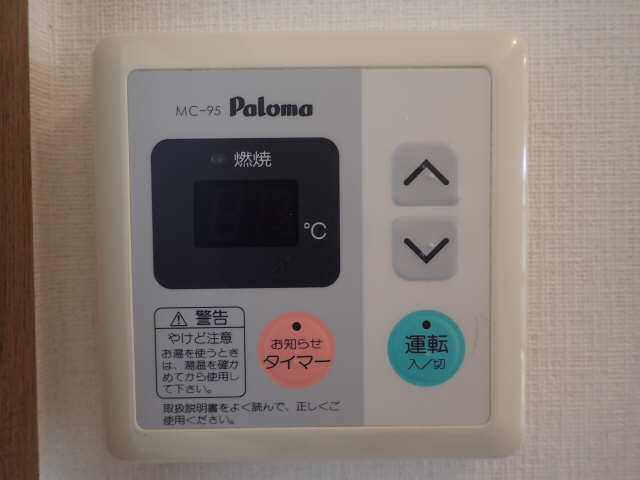 MC-95 Paloma
燃焼
℃
⚠ 警告
やけど注意
お湯を使うとき
は、湯温を確か
めてから使用し
て下さい。
お知らせ
タイマー
運転
入/切
取扱説明書をよく読んで、正しくご
使用ください。